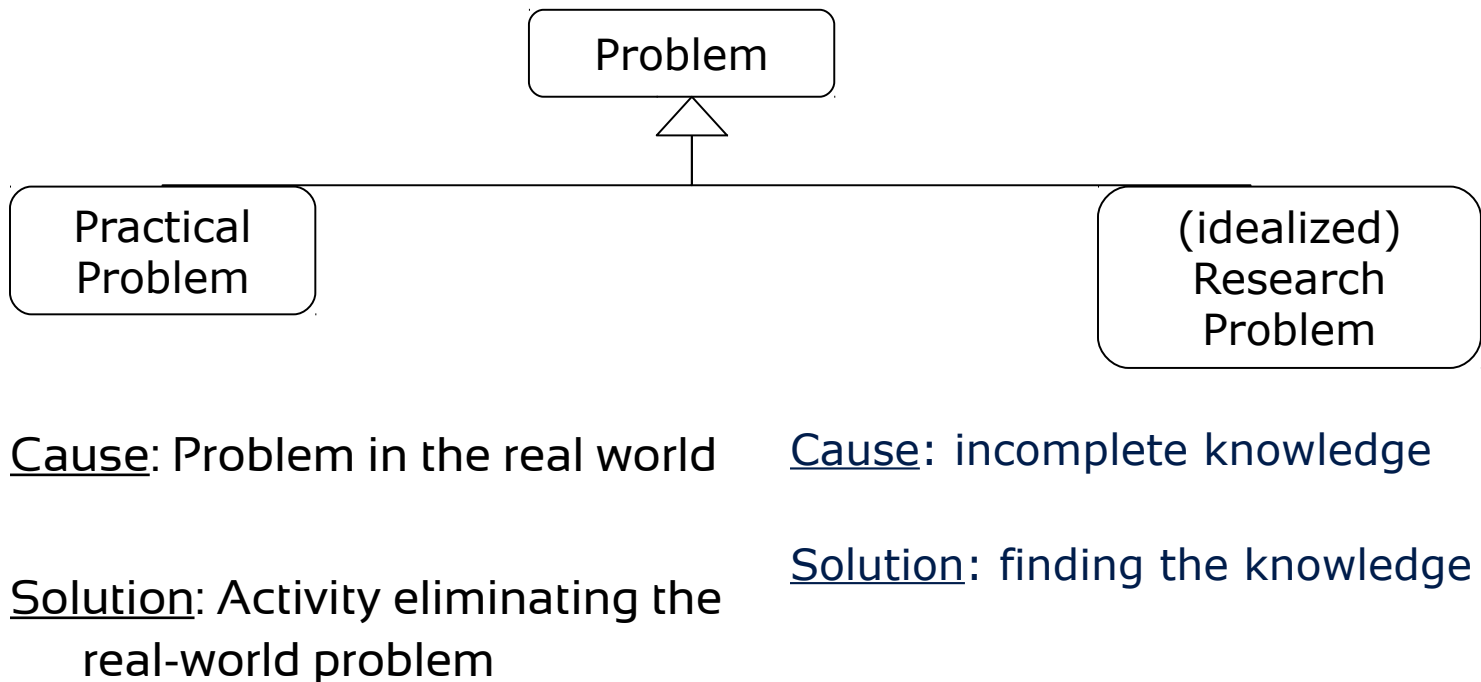 Problem
Practical
Problem
(idealized)
Research
Problem
Cause: Problem in the real world
Solution: Activity eliminating the
real-world problem
Cause: incomplete knowledge
Solution: finding the knowledge